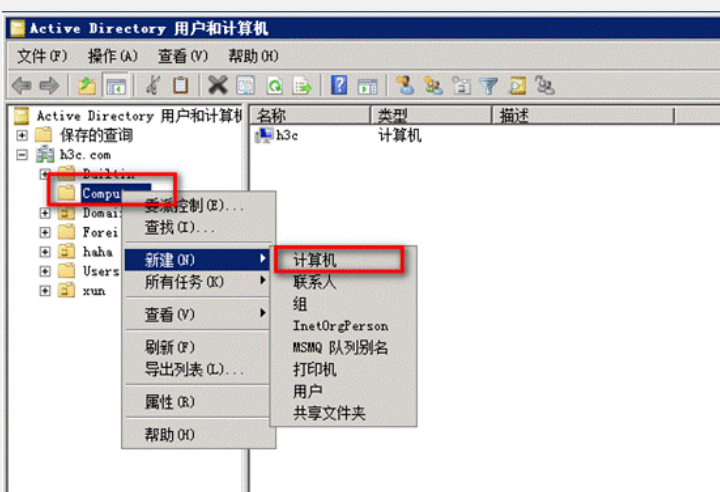 Active Directory 用户和计算机
文件(F) 操作(A) 查看(V) 帮助(H)
Active Directory 用户和计算机 名称 类型 描述
保存的查询 h3c 计算机
h3c.com
Builtin
Compu
Domai 委派控制(E)...
Forei 查找(I)...
haha 新建(N) 计算机
Users 所有任务(K) 联系人
xun 组
查看(V) InetOrgPerson
刷新(F) MSMQ 队列别名
导出列表(L)... 打印机
属性(R) 用户
共享文件夹
帮助(H)